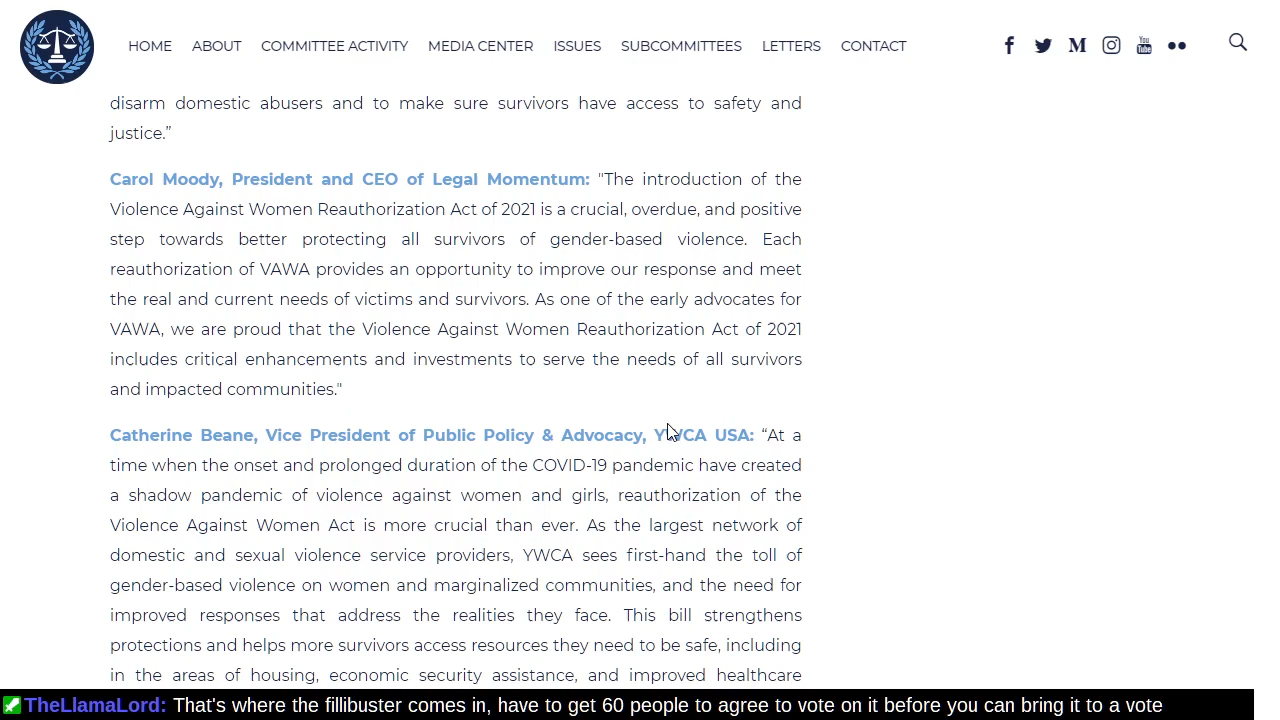 HOME ABOUT COMMITTEE ACTIVITY MEDIA CENTER ISSUES SUBCOMMITTEES LETTERS CONTACT
disarm domestic abusers and to make sure survivors have access to safety and
justice.”
Carol Moody, President and CEO of Legal Momentum: "The introduction of the
Violence Against Women Reauthorization Act of 2021 is a crucial, overdue, and positive
step towards better protecting all survivors of gender-based violence. Each
reauthorization of VAWA provides an opportunity to improve our response and meet
the real and current needs of victims and survivors. As one of the early advocates for
VAWA, we are proud that the Violence Against Women Reauthorization Act of 2021
includes critical enhancements and investments to serve the needs of all survivors
and impacted communities."
Catherine Beane, Vice President of Public Policy & Advocacy, YWCA USA: “At a
time when the onset and prolonged duration of the COVID-19 pandemic have created
a shadow pandemic of violence against women and girls, reauthorization of the
Violence Against Women Act is more crucial than ever. As the largest network of
domestic and sexual violence service providers, YWCA sees first-hand the toll of
gender-based violence on women and marginalized communities, and the need for
improved responses that address the realities they face. This bill strengthens
protections and helps more survivors access resources they need to be safe, including
in the areas of housing, economic security assistance, and improved healthcare
TheLlamaLord: That's where the fillibuster comes in, have to get 60 people to agree to vote on it before you can bring it to a vote